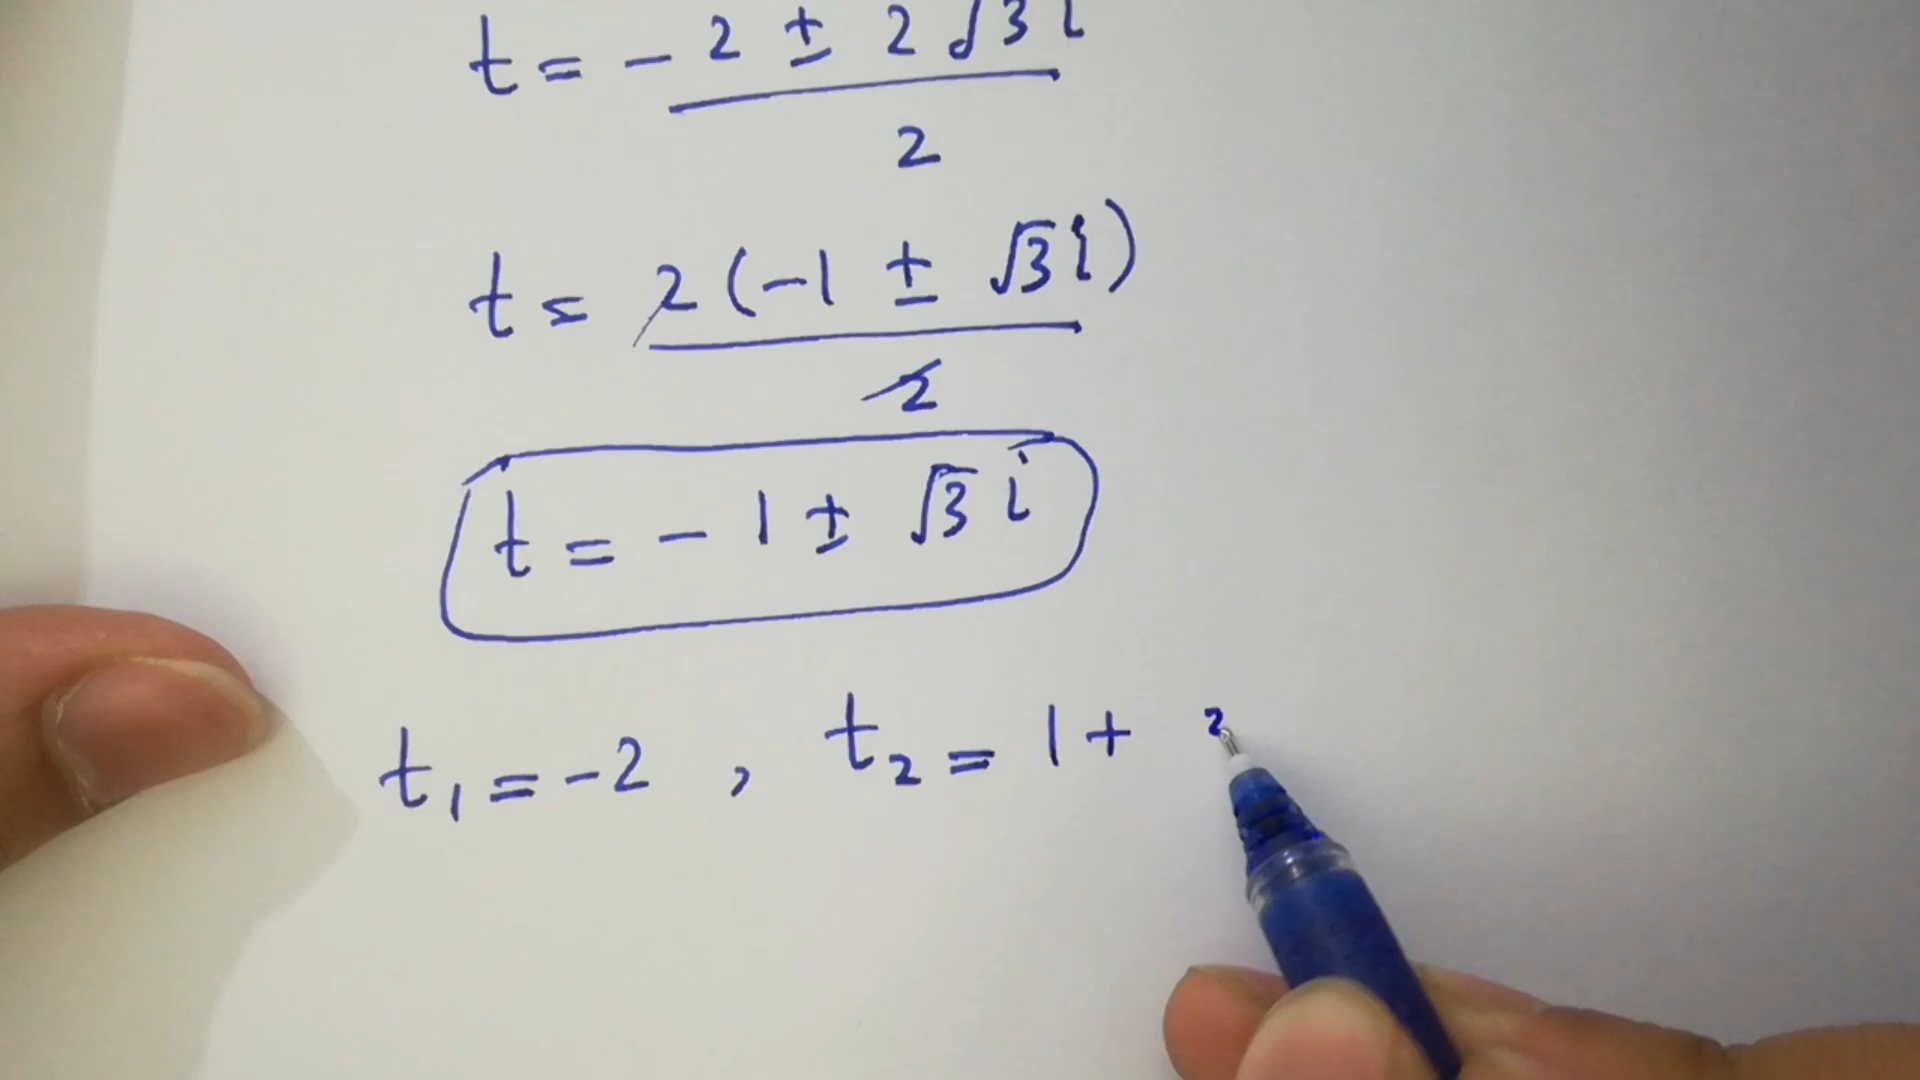 t = -2 ± 2√3 i
2
t = 2(-1 ± √3 i)
2
t = -1 ± √3 i
t₁ = -2 , t₂ = 1 +